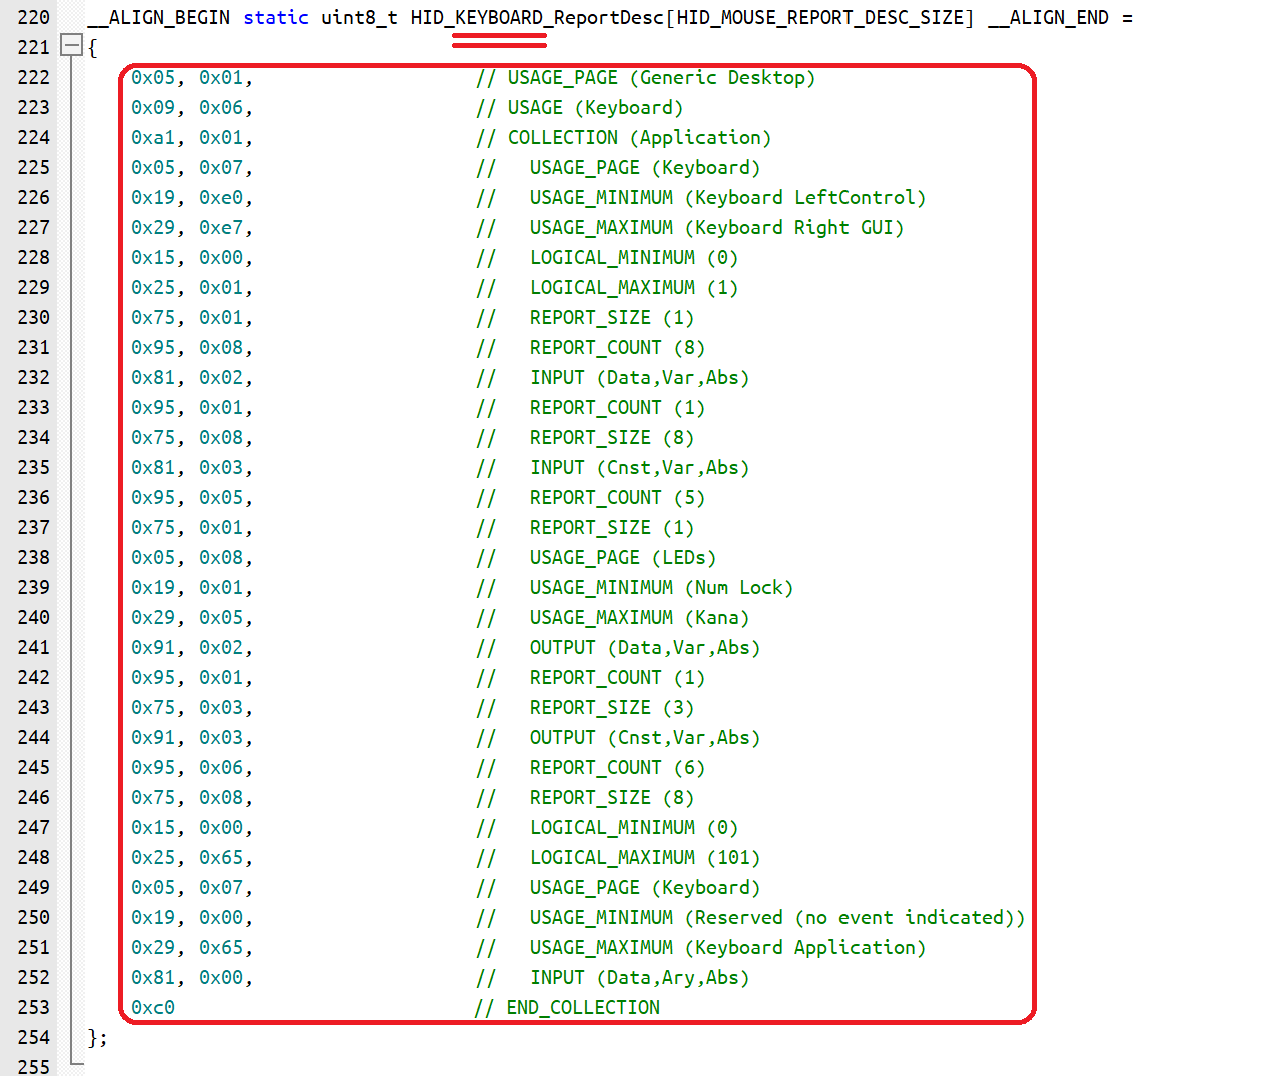 220 __ALIGN_BEGIN static uint8_t HID_KEYBOARD_ReportDesc[HID_MOUSE_REPORT_DESC_SIZE] __ALIGN_END =
221 {
222 0x05, 0x01, // USAGE_PAGE (Generic Desktop)
223 0x09, 0x06, // USAGE (Keyboard)
224 0xa1, 0x01, // COLLECTION (Application)
225 0x05, 0x07, // USAGE_PAGE (Keyboard)
226 0x19, 0xe0, // USAGE_MINIMUM (Keyboard LeftControl)
227 0x29, 0xe7, // USAGE_MAXIMUM (Keyboard Right GUI)
228 0x15, 0x00, // LOGICAL_MINIMUM (0)
229 0x25, 0x01, // LOGICAL_MAXIMUM (1)
230 0x75, 0x01, // REPORT_SIZE (1)
231 0x95, 0x08, // REPORT_COUNT (8)
232 0x81, 0x02, // INPUT (Data,Var,Abs)
233 0x95, 0x01, // REPORT_COUNT (1)
234 0x75, 0x08, // REPORT_SIZE (8)
235 0x81, 0x03, // INPUT (Cnst,Var,Abs)
236 0x95, 0x05, // REPORT_COUNT (5)
237 0x75, 0x01, // REPORT_SIZE (1)
238 0x05, 0x08, // USAGE_PAGE (LEDs)
239 0x19, 0x01, // USAGE_MINIMUM (Num Lock)
240 0x29, 0x05, // USAGE_MAXIMUM (Kana)
241 0x91, 0x02, // OUTPUT (Data,Var,Abs)
242 0x95, 0x01, // REPORT_COUNT (1)
243 0x75, 0x03, // REPORT_SIZE (3)
244 0x91, 0x03, // OUTPUT (Cnst,Var,Abs)
245 0x95, 0x06, // REPORT_COUNT (6)
246 0x75, 0x08, // REPORT_SIZE (8)
247 0x15, 0x00, // LOGICAL_MINIMUM (0)
248 0x25, 0x65, // LOGICAL_MAXIMUM (101)
249 0x05, 0x07, // USAGE_PAGE (Keyboard)
250 0x19, 0x00, // USAGE_MINIMUM (Reserved (no event indicated))
251 0x29, 0x65, // USAGE_MAXIMUM (Keyboard Application)
252 0x81, 0x00, // INPUT (Data,Ary,Abs)
253 0xc0 // END_COLLECTION
254 };
255